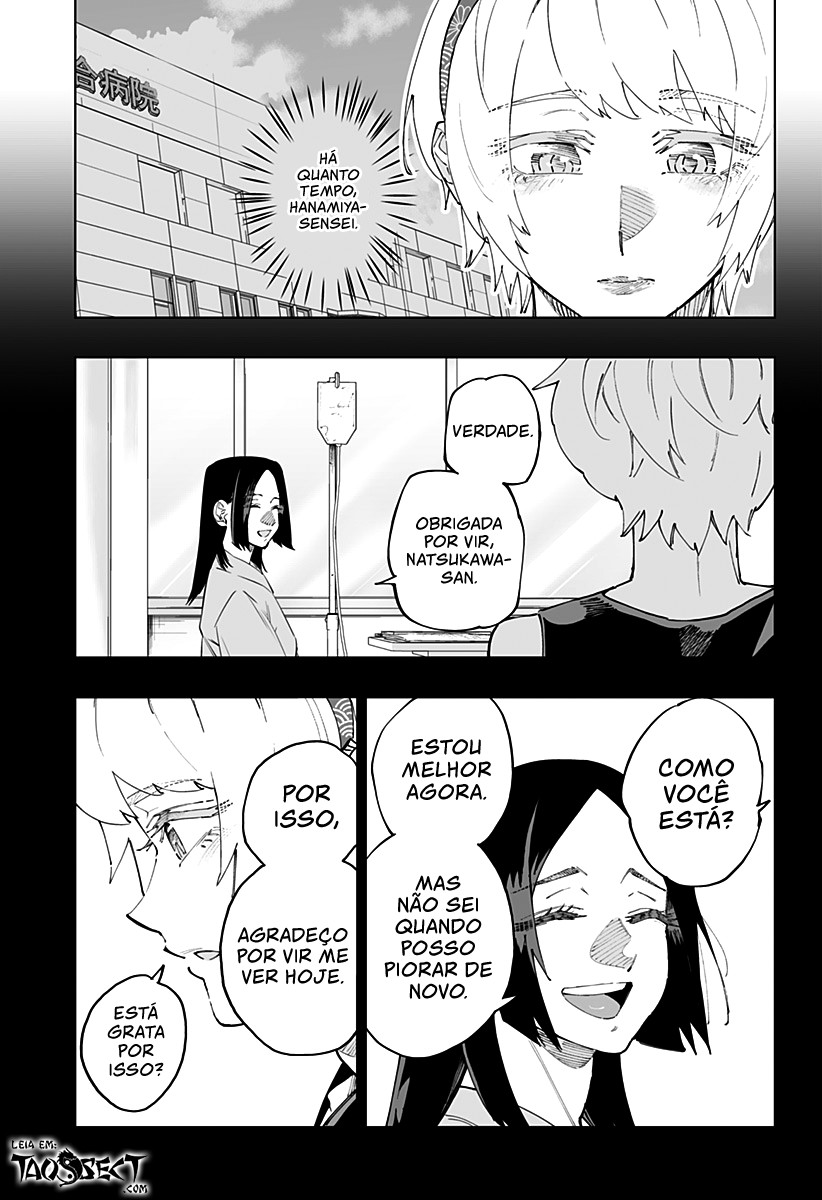 合病院
HÁ
QUANTO
TEMPO,
HANAMIYA-
SENSEI.
VERDADE.
OBRIGADA
POR VIR,
NATSUKAWA-
SAN.
COMO
VOCÊ
ESTÁ?
ESTOU
MELHOR
AGORA.
MAS
NÃO SEI
QUANDO
POSSO
PIORAR DE
NOVO.
POR
ISSO,
AGRADEÇO
POR VIR ME
VER HOJE.
ESTÁ
GRATA
POR
ISSO?
LEIA EM:
TAOSECT
.COM